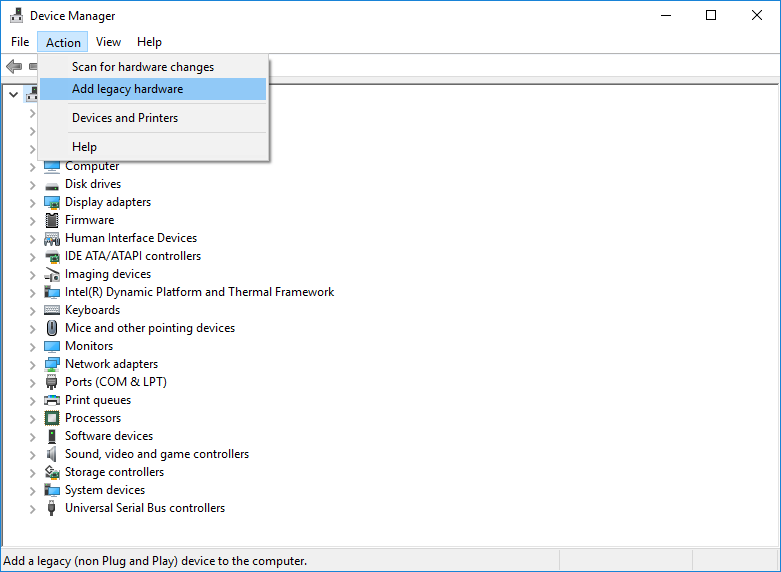 Device Manager
File Action View Help
Scan for hardware changes
Add legacy hardware
Devices and Printers
Help
Computer
Disk drives
Display adapters
Firmware
Human Interface Devices
IDE ATA/ATAPI controllers
Imaging devices
Intel(R) Dynamic Platform and Thermal Framework
Keyboards
Mice and other pointing devices
Monitors
Network adapters
Ports (COM & LPT)
Print queues
Processors
Software devices
Sound, video and game controllers
Storage controllers
System devices
Universal Serial Bus controllers
Add a legacy (non Plug and Play) device to the computer.